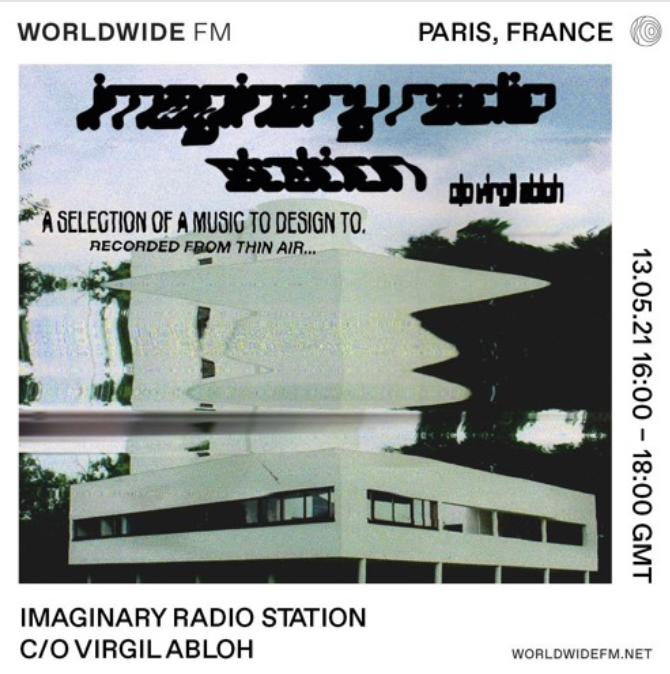 WORLDWIDE FM
PARIS, FRANCE
imaginary radio
station
c/o virgil abloh
A SELECTION OF A MUSIC TO DESIGN TO.
RECORDED FROM THIN AIR...
13.05.21 16:00 – 18:00 GMT
IMAGINARY RADIO STATION
C/O VIRGIL ABLOH
WORLDWIDEFM.NET